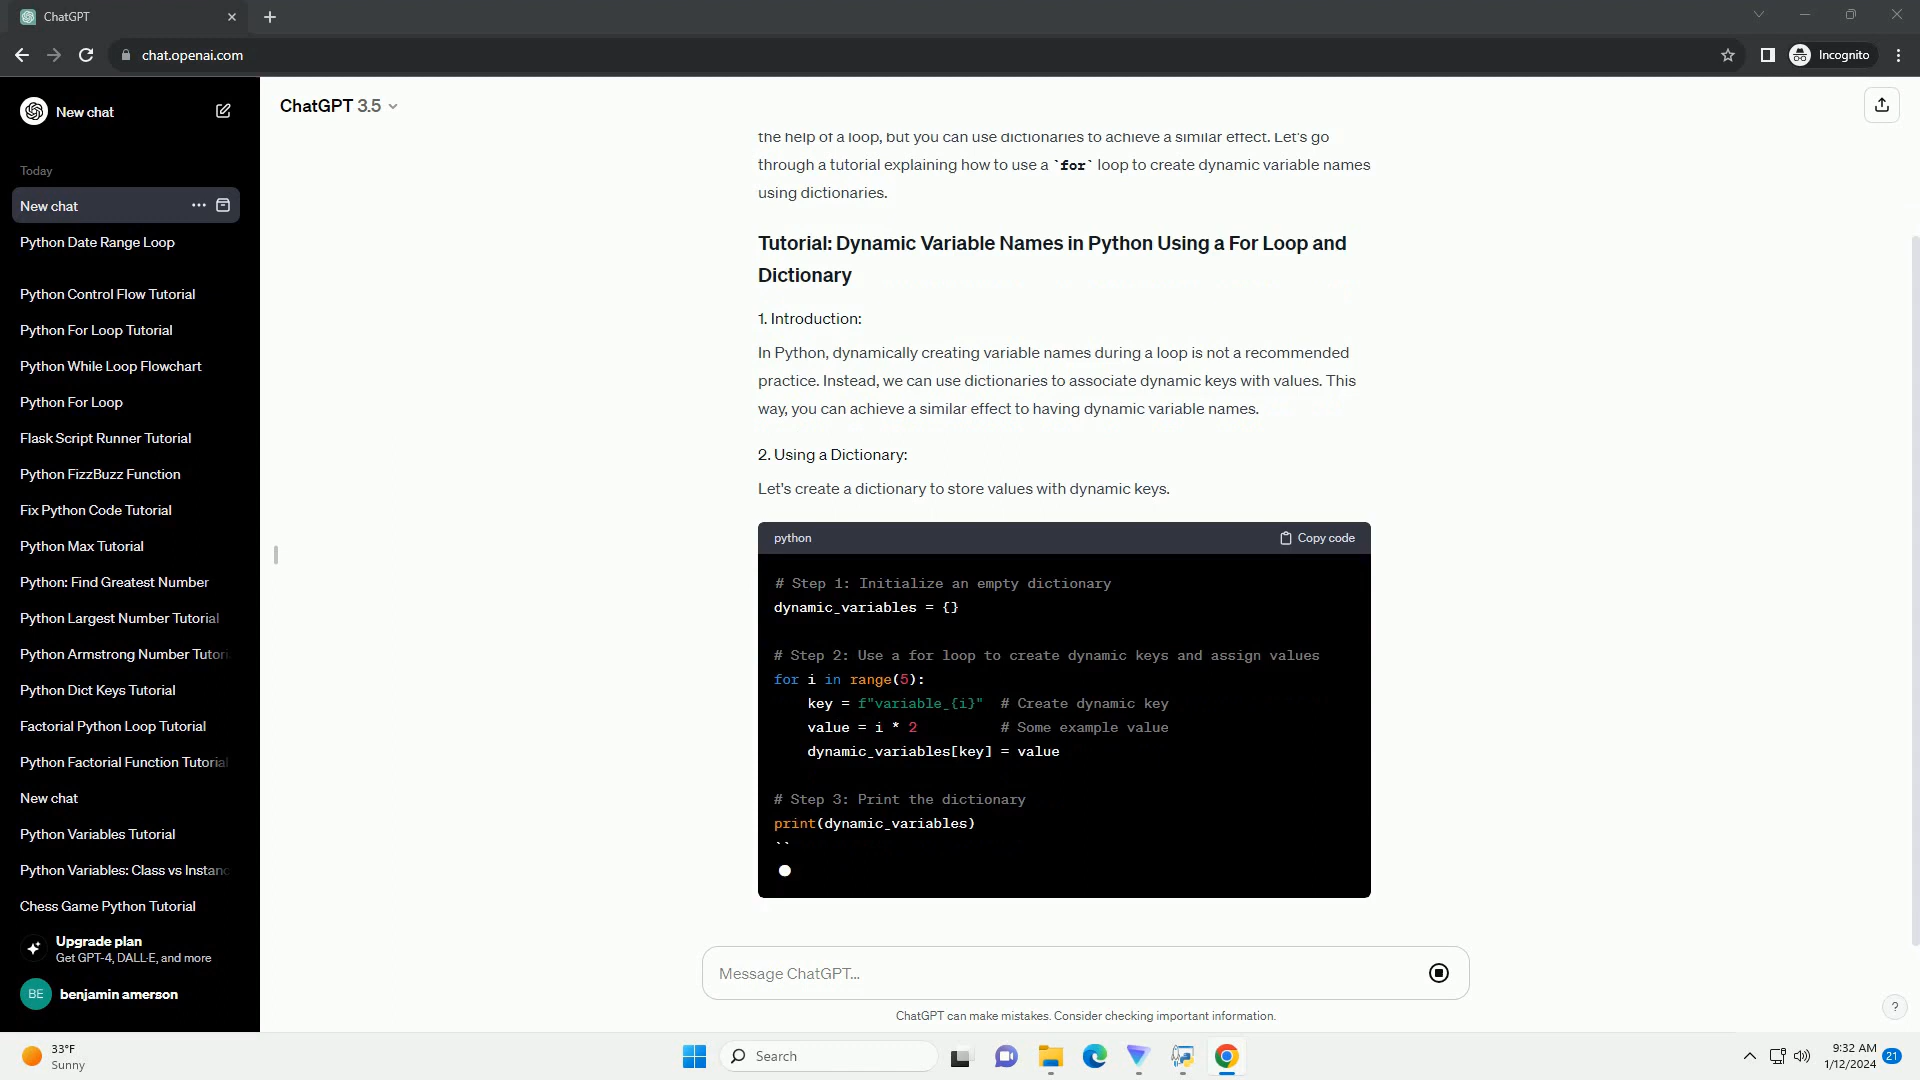 ChatGPT
chat.openai.com
Incognito
New chat
Today
New chat
Python Date Range Loop
Python Control Flow Tutorial
Python For Loop Tutorial
Python While Loop Flowchart
Python For Loop
Flask Script Runner Tutorial
Python FizzBuzz Function
Fix Python Code Tutorial
Python Max Tutorial
Python: Find Greatest Number
Python Largest Number Tutorial
Python Armstrong Number Tutori
Python Dict Keys Tutorial
Factorial Python Loop Tutorial
Python Factorial Function Tutorial
New chat
Python Variables Tutorial
Python Variables: Class vs Instanc
Chess Game Python Tutorial
Upgrade plan
Get GPT-4, DALL·E, and more
BE benjamin amerson
ChatGPT 3.5
the help of a loop, but you can use dictionaries to achieve a similar effect. Let's go
through a tutorial explaining how to use a `for` loop to create dynamic variable names
using dictionaries.
Tutorial: Dynamic Variable Names in Python Using a For Loop and
Dictionary
1. Introduction:
In Python, dynamically creating variable names during a loop is not a recommended
practice. Instead, we can use dictionaries to associate dynamic keys with values. This
way, you can achieve a similar effect to having dynamic variable names.
2. Using a Dictionary:
Let's create a dictionary to store values with dynamic keys.
python Copy code
# Step 1: Initialize an empty dictionary
dynamic_variables = {}
# Step 2: Use a for loop to create dynamic keys and assign values
for i in range(5):
    key = f"variable_{i}"  # Create dynamic key
    value = i * 2          # Some example value
    dynamic_variables[key] = value
# Step 3: Print the dictionary
print(dynamic_variables)
``
Message ChatGPT...
ChatGPT can make mistakes. Consider checking important information.
?
33°F
Sunny
Search
9:32 AM
1/12/2024
21